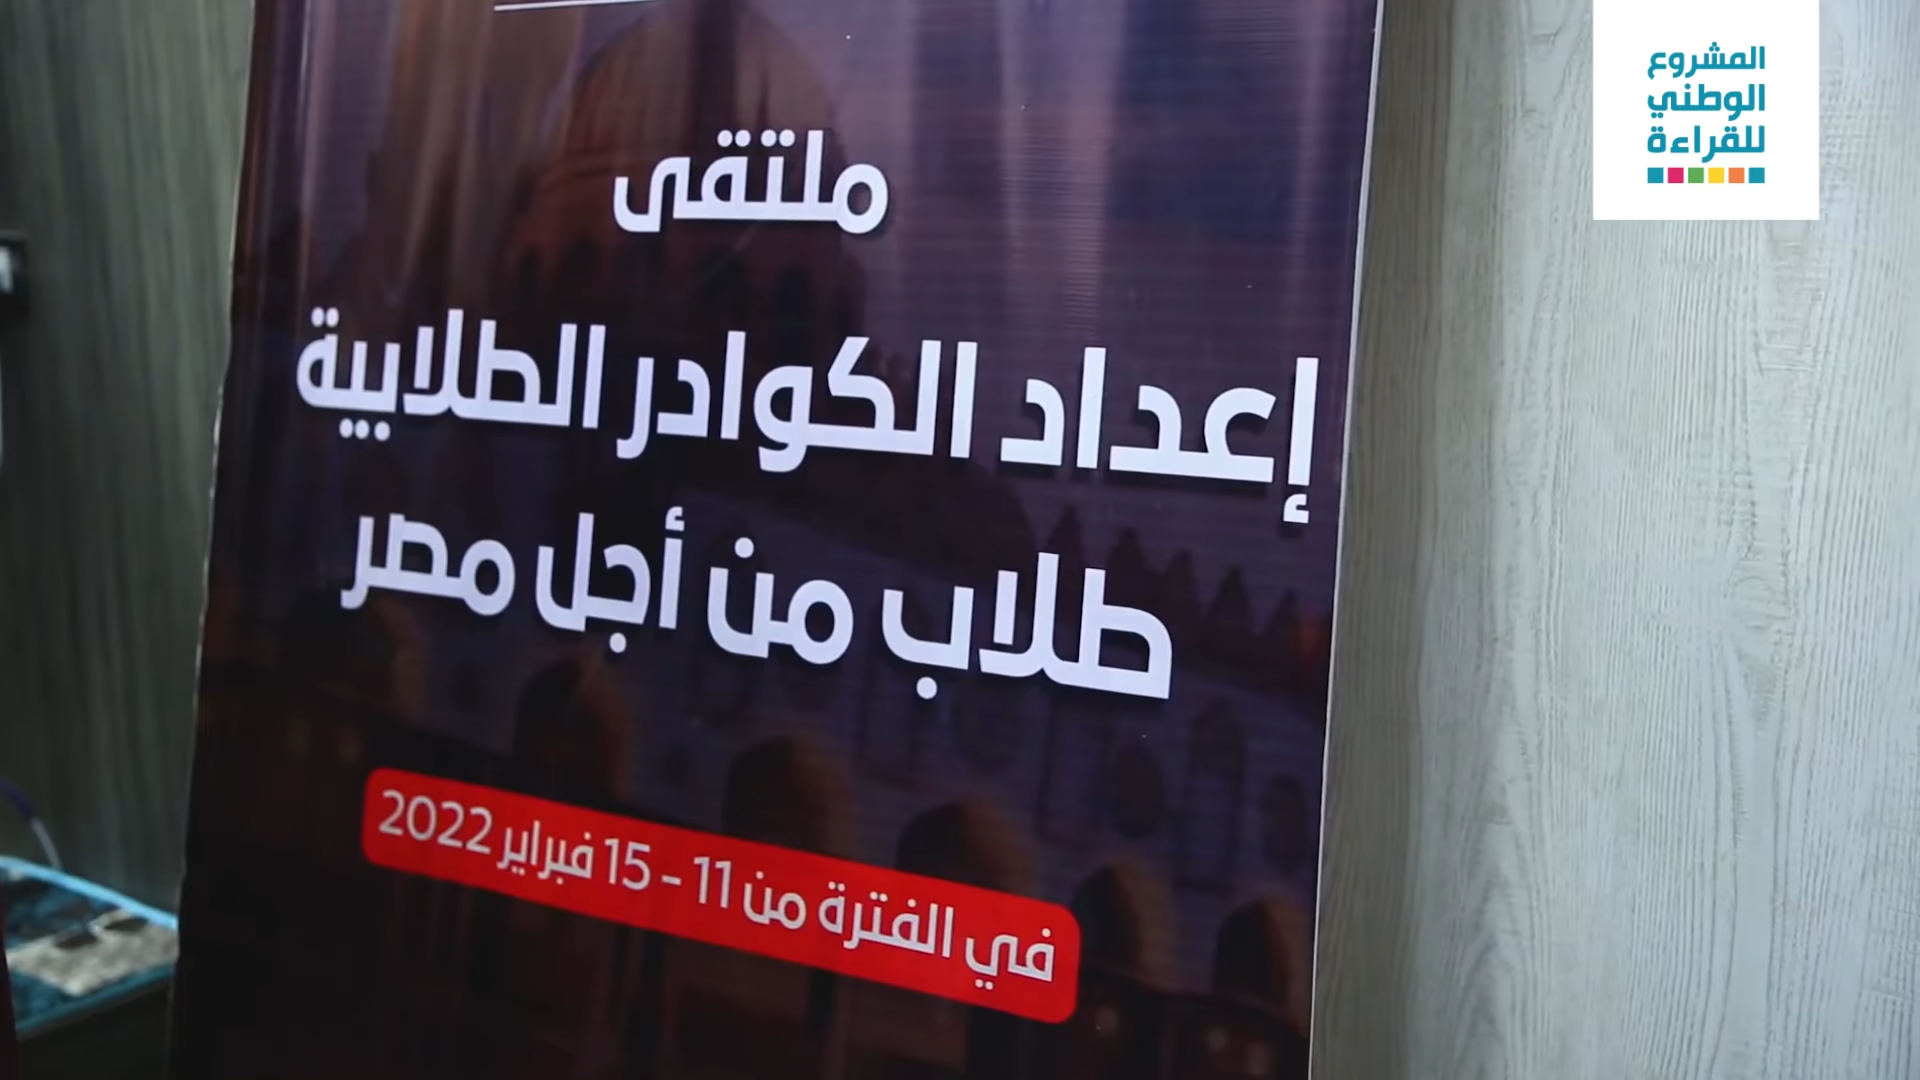 المشروع
الوطني
للقراءة
ملتقى
إعداد الكوادر الطلابية
طلاب من أجل مصر
في الفترة من 11 - 15 فبراير 2022